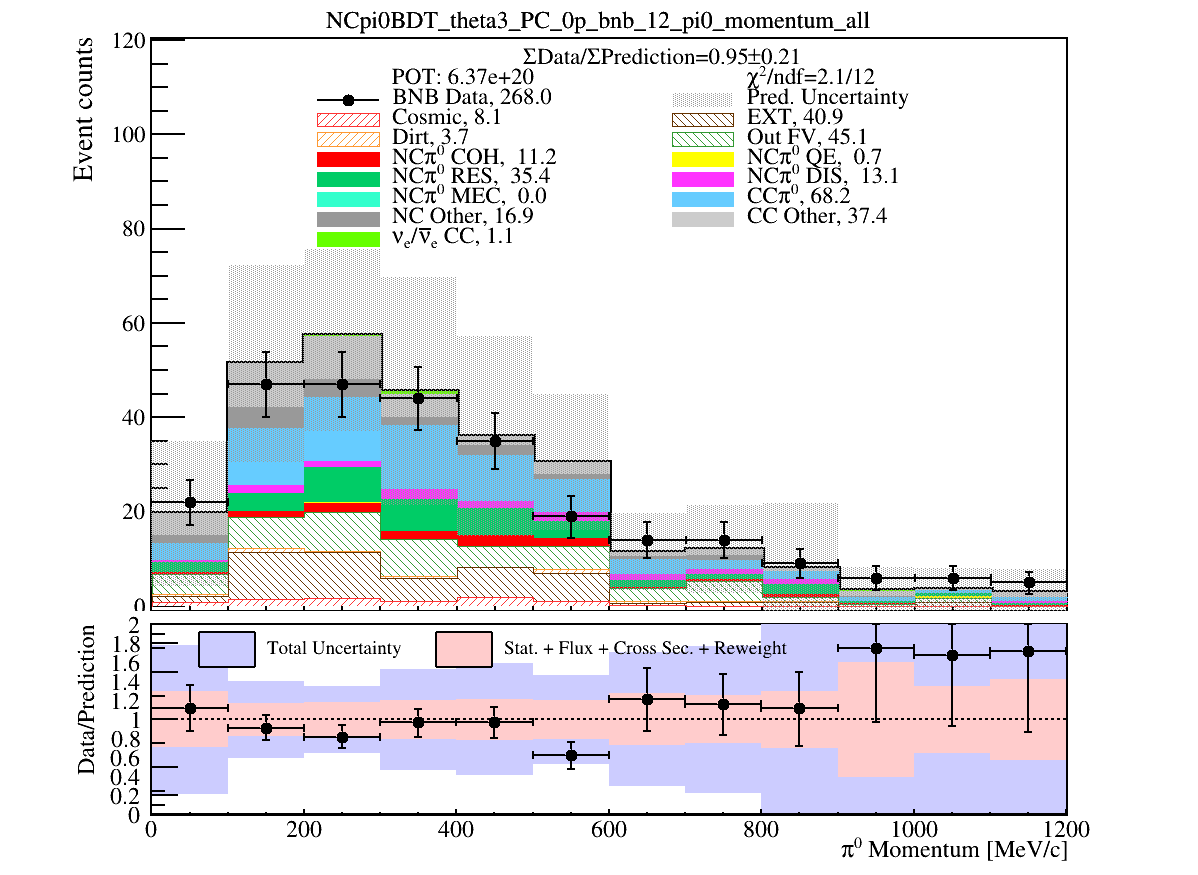 NCpi0BDT_theta3_PC_0p_bnb_12_pi0_momentum_all
ΣData/ΣPrediction=0.95±0.21
POT: 6.37e+20
χ²/ndf=2.1/12
BNB Data, 268.0
Pred. Uncertainty
Cosmic, 8.1
EXT, 40.9
Dirt, 3.7
Out FV, 45.1
NCπ⁰ COH, 11.2
NCπ⁰ QE, 0.7
NCπ⁰ RES, 35.4
NCπ⁰ DIS, 13.1
NCπ⁰ MEC, 0.0
CCπ⁰, 68.2
NC Other, 16.9
CC Other, 37.4
νₑ/ν̅ₑ CC, 1.1
Event counts
120
100
80
60
40
20
0
Total Uncertainty
Stat. + Flux + Cross Sec. + Reweight
Data/Prediction
2
1.8
1.6
1.4
1.2
1
0.8
0.6
0.4
0.2
0
0 200 400 600 800 1000 1200
π⁰ Momentum [MeV/c]